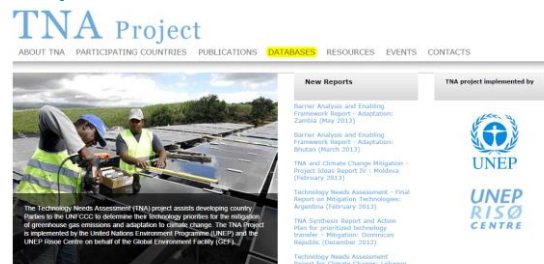 TNA Project
ABOUT TNA PARTICIPATING COUNTRIES PUBLICATIONS DATABASES RESOURCES EVENTS CONTACTS
The Technology Needs Assessment (TNA) project assists developing country
Parties to the UNFCCC to determine their technology priorities for the mitigation
of greenhouse gas emissions and adaptation to climate change. The TNA Project
is implemented by the United Nations Environment Programme (UNEP) and the
UNEP Risoe Centre on behalf of the Global Environment Facility (GEF).
New Reports
Barrier Analysis and Enabling
Framework Report - Adaptation:
Zambia (May 2013)
Barrier Analysis and Enabling
Framework Report - Adaptation:
Bhutan (March 2013)
TNA and Climate Change Mitigation -
Project Ideas Report II : Moldova
(February 2013)
Technology Needs Assessment - Final
Report on Mitigation Technologies:
Argentina (February 2013)
TNA Synthesis Report and Action
Plan for prioritized technology
transfer - Mitigation: Dominican
Republic (December 2012)
Technology Needs Assessment
Report for Climate Change: Lebanon
TNA project implemented by
UNEP
UNEP
RISØ
CENTRE